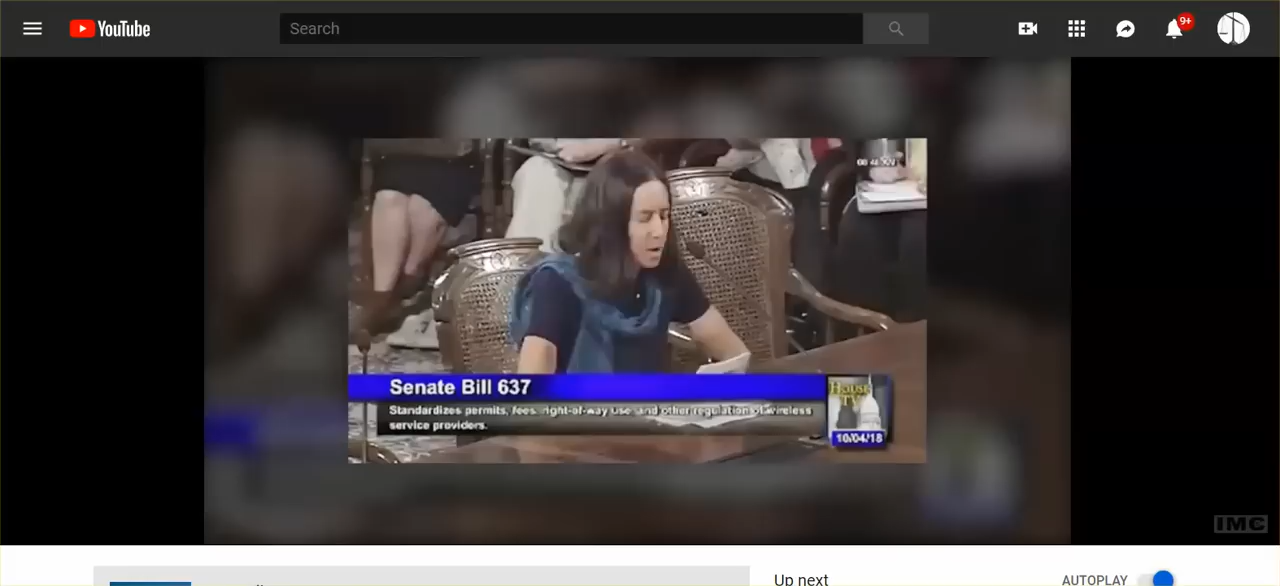 YouTube
Search
9+
Senate Bill 637
Standardizes permits, fees, right-of-way use, and other regulation of wireless
service providers.
House
TV
10/04/18
IMC
Up next
AUTOPLAY